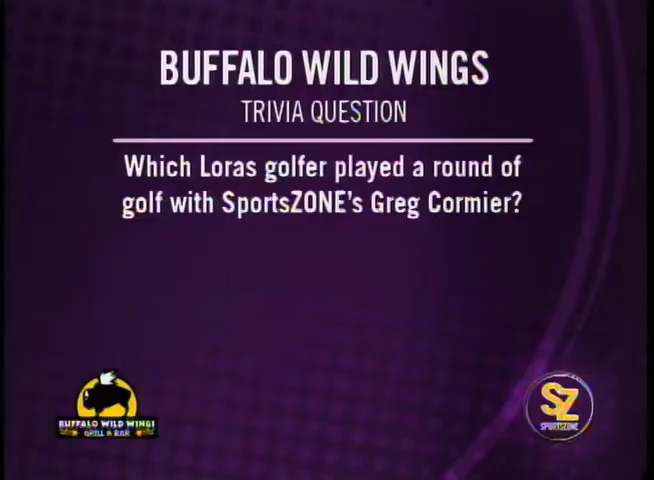 BUFFALO WILD WINGS
TRIVIA QUESTION
Which Loras golfer played a round of
golf with SportsZONE's Greg Cormier?
BUFFALO WILD WINGS
GRILL & BAR
SZ
SPORTSZONE